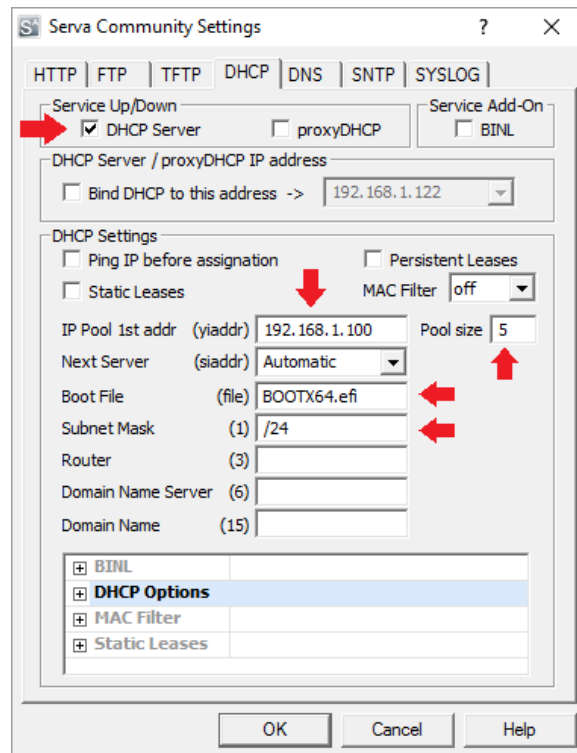 Serva Community Settings
HTTP FTP TFTP DHCP DNS SNTP SYSLOG
Service Up/Down Service Add-On
DHCP Server proxyDHCP BINL
DHCP Server / proxyDHCP IP address
Bind DHCP to this address -> 192.168.1.122
DHCP Settings
Ping IP before assignation Persistent Leases
Static Leases MAC Filter off
IP Pool 1st addr (yiaddr) 192.168.1.100 Pool size 5
Next Server (siaddr) Automatic
Boot File (file) BOOTX64.efi
Subnet Mask (1) /24
Router (3)
Domain Name Server (6)
Domain Name (15)
BINL
DHCP Options
MAC Filter
Static Leases
OK Cancel Help